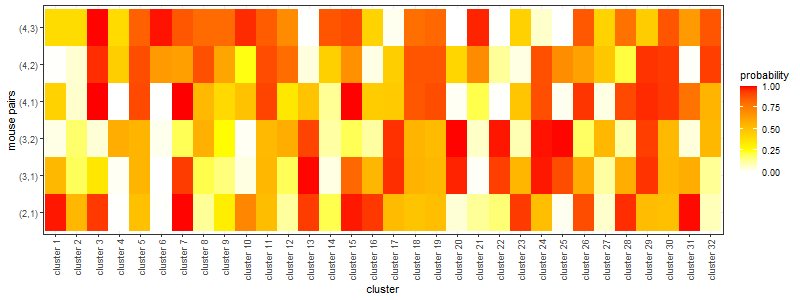 mouse pairs
(4,3)
(4,2)
(4,1)
(3,2)
(3,1)
(2,1)
cluster 1
cluster 2
cluster 3
cluster 4
cluster 5
cluster 6
cluster 7
cluster 8
cluster 9
cluster 10
cluster 11
cluster 12
cluster 13
cluster 14
cluster 15
cluster 16
cluster 17
cluster 18
cluster 19
cluster 20
cluster 21
cluster 22
cluster 23
cluster 24
cluster 25
cluster 26
cluster 27
cluster 28
cluster 29
cluster 30
cluster 31
cluster 32
cluster
probability
1.00
0.75
0.50
0.25
0.00